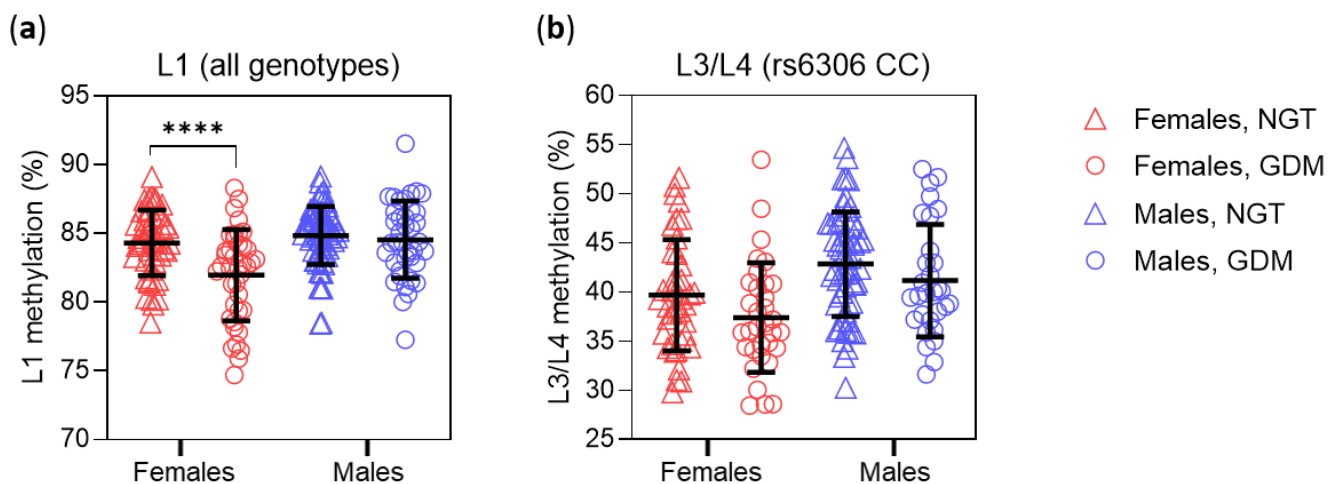 (a)
L1 (all genotypes)
L1 methylation (%)
95
90
85
80
75
70
****
Females
Males
(b)
L3/L4 (rs6306 CC)
L3/L4 methylation (%)
60
55
50
45
40
35
30
25
Females
Males
Females, NGT
Females, GDM
Males, NGT
Males, GDM